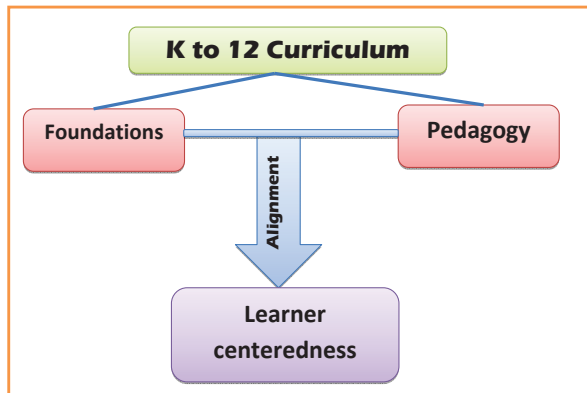 K to 12 Curriculum
Foundations
Pedagogy
Alignment
Learner
centeredness